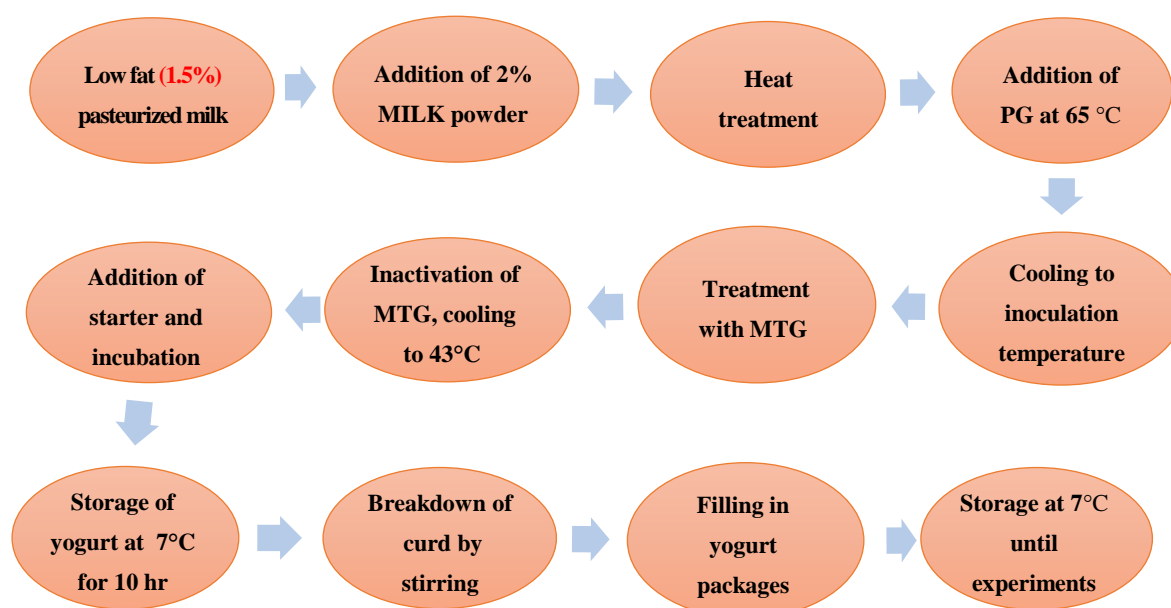 Low fat (1.5%)
pasteurized milk
Addition of 2%
MILK powder
Heat
treatment
Addition of
PG at 65 °C
Cooling to
inoculation
temperature
Treatment
with MTG
Inactivation of
MTG, cooling
to 43°C
Addition of
starter and
incubation
Storage of
yogurt at 7°C
for 10 hr
Breakdown of
curd by
stirring
Filling in
yogurt
packages
Storage at 7°C
until
experiments